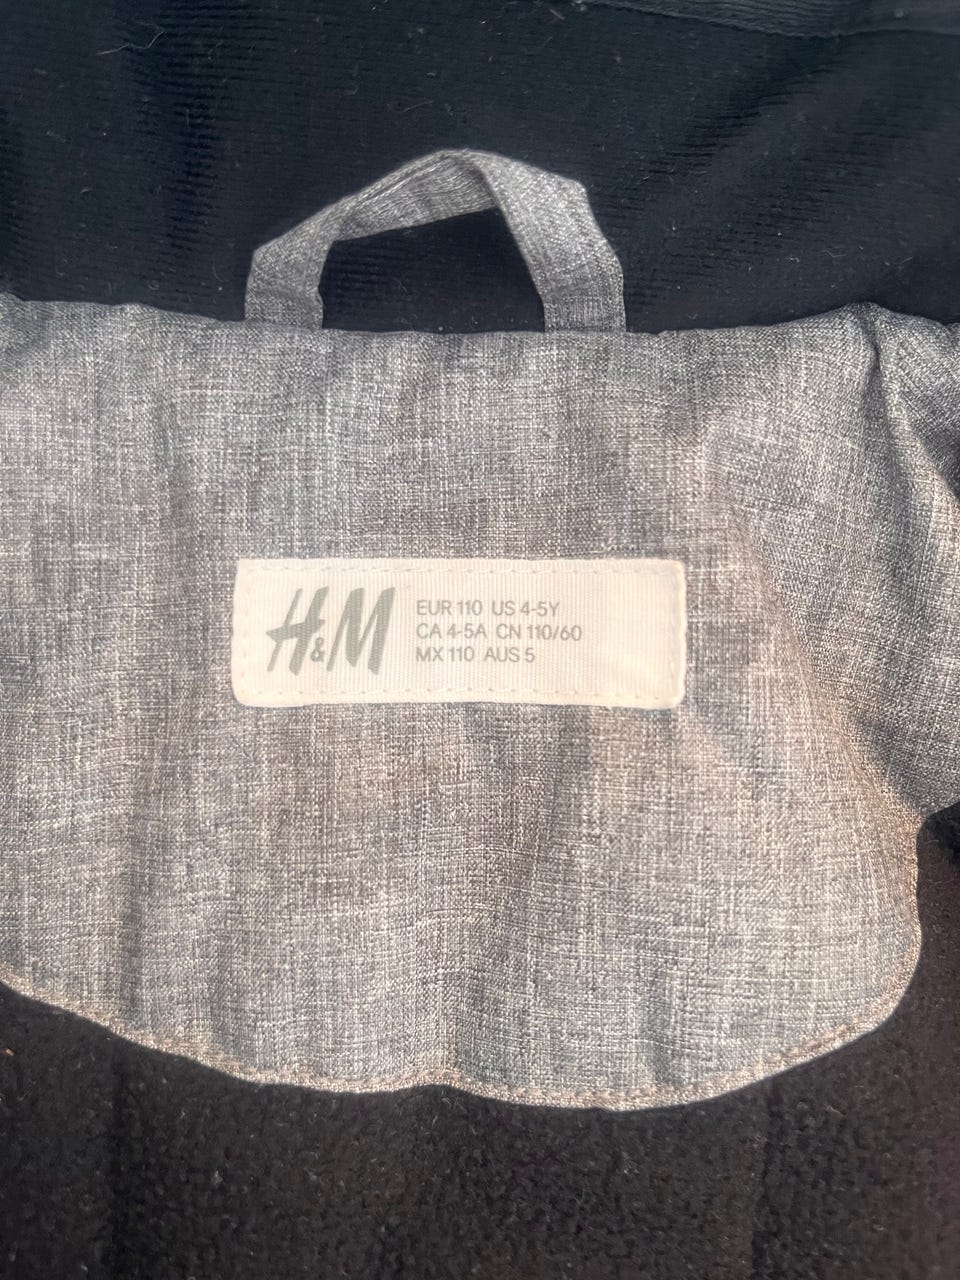 H&M
EUR 110 US 4-5Y
CA 4-5A CN 110/60
MX 110 AUS 5